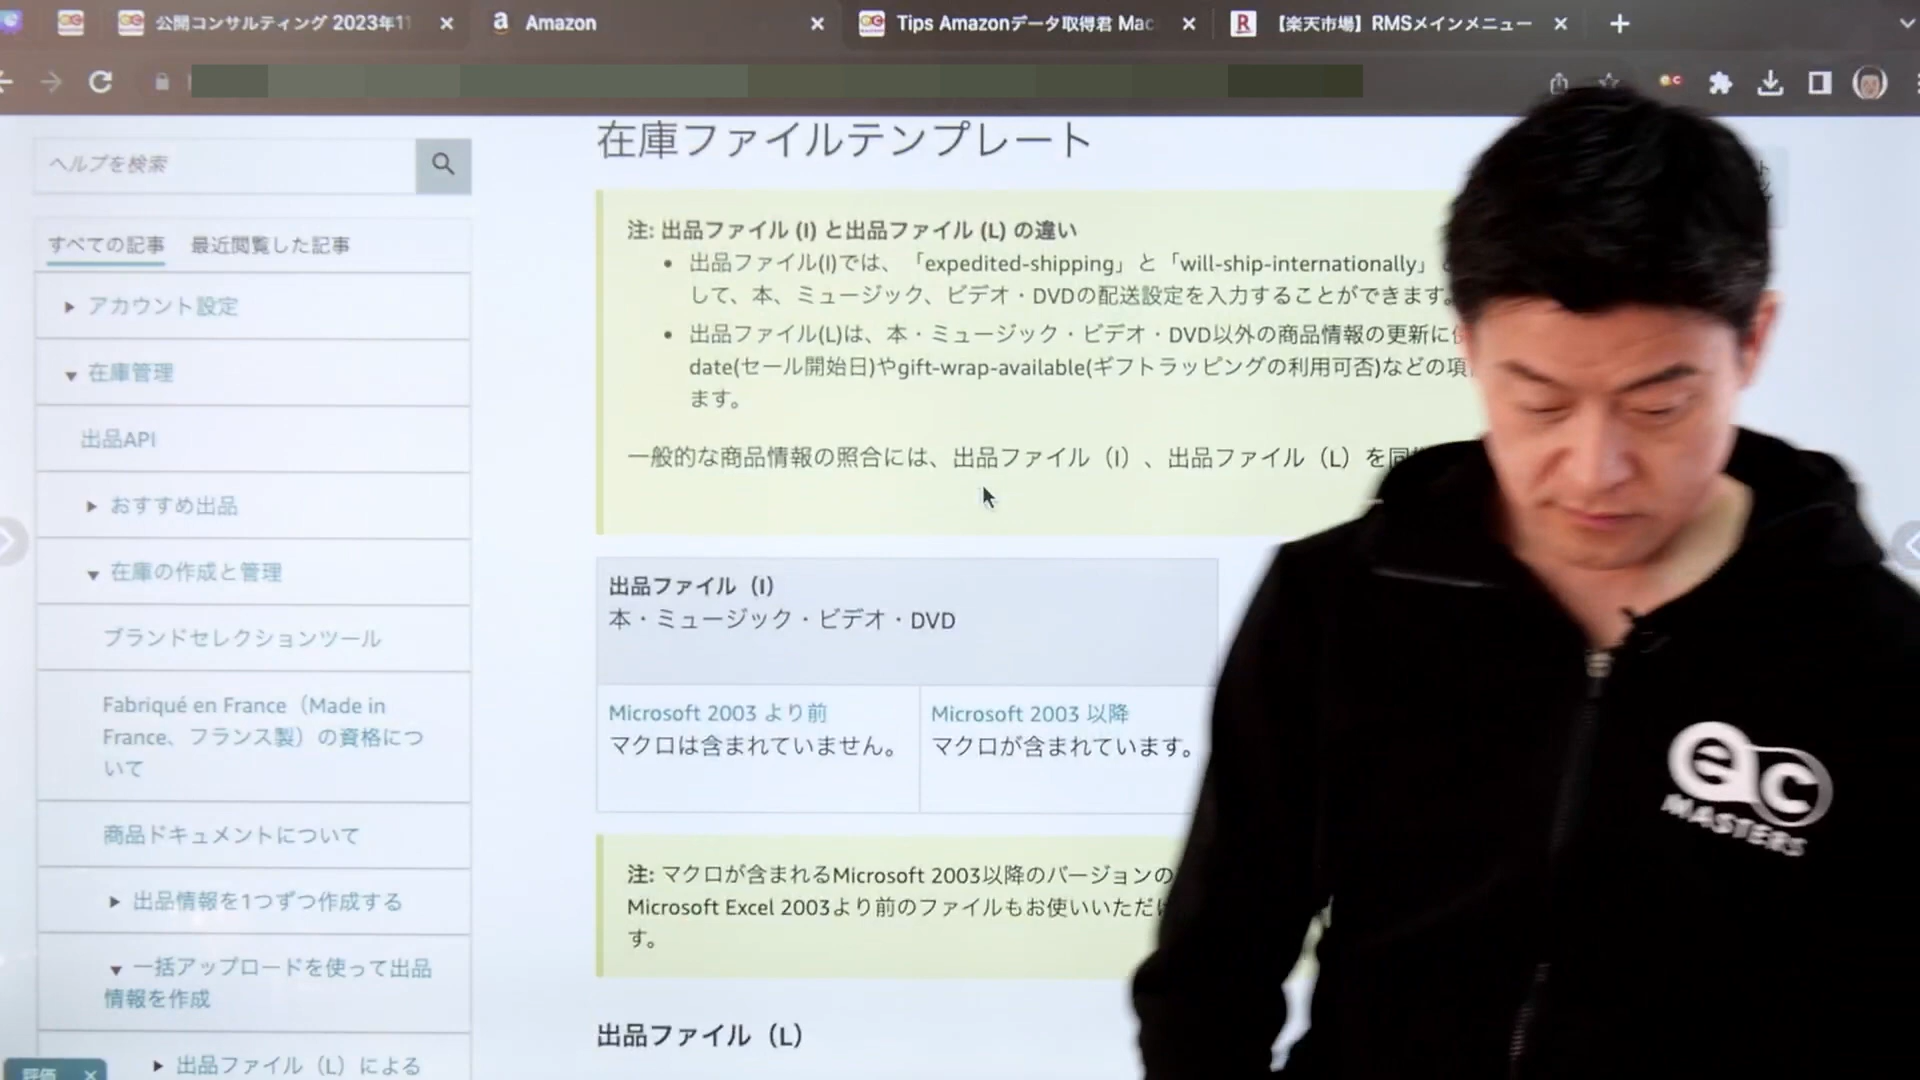 公開コンサルティング 2023年11
Amazon
Tips Amazonデータ取得君 Mac
【楽天市場】RMSメインメニュー
在庫ファイルテンプレート
ヘルプを検索
すべての記事 最近閲覧した記事
アカウント設定
在庫管理
出品API
おすすめ出品
在庫の作成と管理
ブランドセレクションツール
Fabriqué en France（Made in
France、フランス製）の資格につ
いて
商品ドキュメントについて
出品情報を1つずつ作成する
一括アップロードを使って出品
情報を作成
出品ファイル（L）による
評価
注: 出品ファイル (I) と出品ファイル (L) の違い
出品ファイル(I)では、「expedited-shipping」と「will-ship-internationally」
して、本、ミュージック、ビデオ・DVDの配送設定を入力することができます。
出品ファイル(L)は、本・ミュージック・ビデオ・DVD以外の商品情報の更新に
date(セール開始日)やgift-wrap-available(ギフトラッピングの利用可否)などの項
ます。
一般的な商品情報の照合には、出品ファイル（I）、出品ファイル（L）を同
出品ファイル（I）
本・ミュージック・ビデオ・DVD
Microsoft 2003 より前
マクロは含まれていません。
Microsoft 2003 以降
マクロが含まれています。
注: マクロが含まれるMicrosoft 2003以降のバージョンの
Microsoft Excel 2003より前のファイルもお使いいただ
す。
出品ファイル（L）
ec
MASTERS